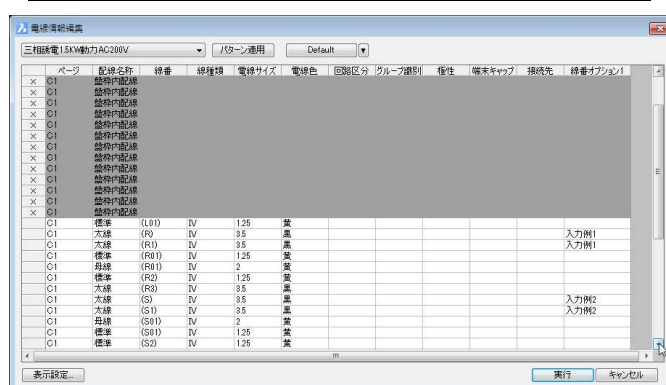 電線情報編集
三相誘電1.5KW動力AC200V パターン適用 Default
ページ 配線名称 線番 線種類 電線サイズ 電線色 回路区分 グループ識別 極性 端末キャップ 接続先 線番オプション1
× C1 盤枠内配線
× C1 盤枠内配線
× C1 盤枠内配線
× C1 盤枠内配線
× C1 盤枠内配線
× C1 盤枠内配線
× C1 盤枠内配線
× C1 盤枠内配線
× C1 盤枠内配線
× C1 盤枠内配線
× C1 盤枠内配線
× C1 盤枠内配線
C1 標準 (L01) IV 1.25 黄
C1 太線 (R) IV 3.5 黒 入力例1
C1 太線 (R1) IV 3.5 黒 入力例1
C1 標準 (R01) IV 1.25 黄
C1 母線 (R01) IV 2 黄
C1 標準 (R2) IV 1.25 黄
C1 太線 (R3) IV 3.5 黒
C1 太線 (S) IV 3.5 黒 入力例2
C1 太線 (S1) IV 3.5 黒 入力例2
C1 母線 (S01) IV 2 黄
C1 標準 (S01) IV 1.25 黄
C1 標準 (S2) IV 1.25 黄
表示設定... 実行 キャンセル